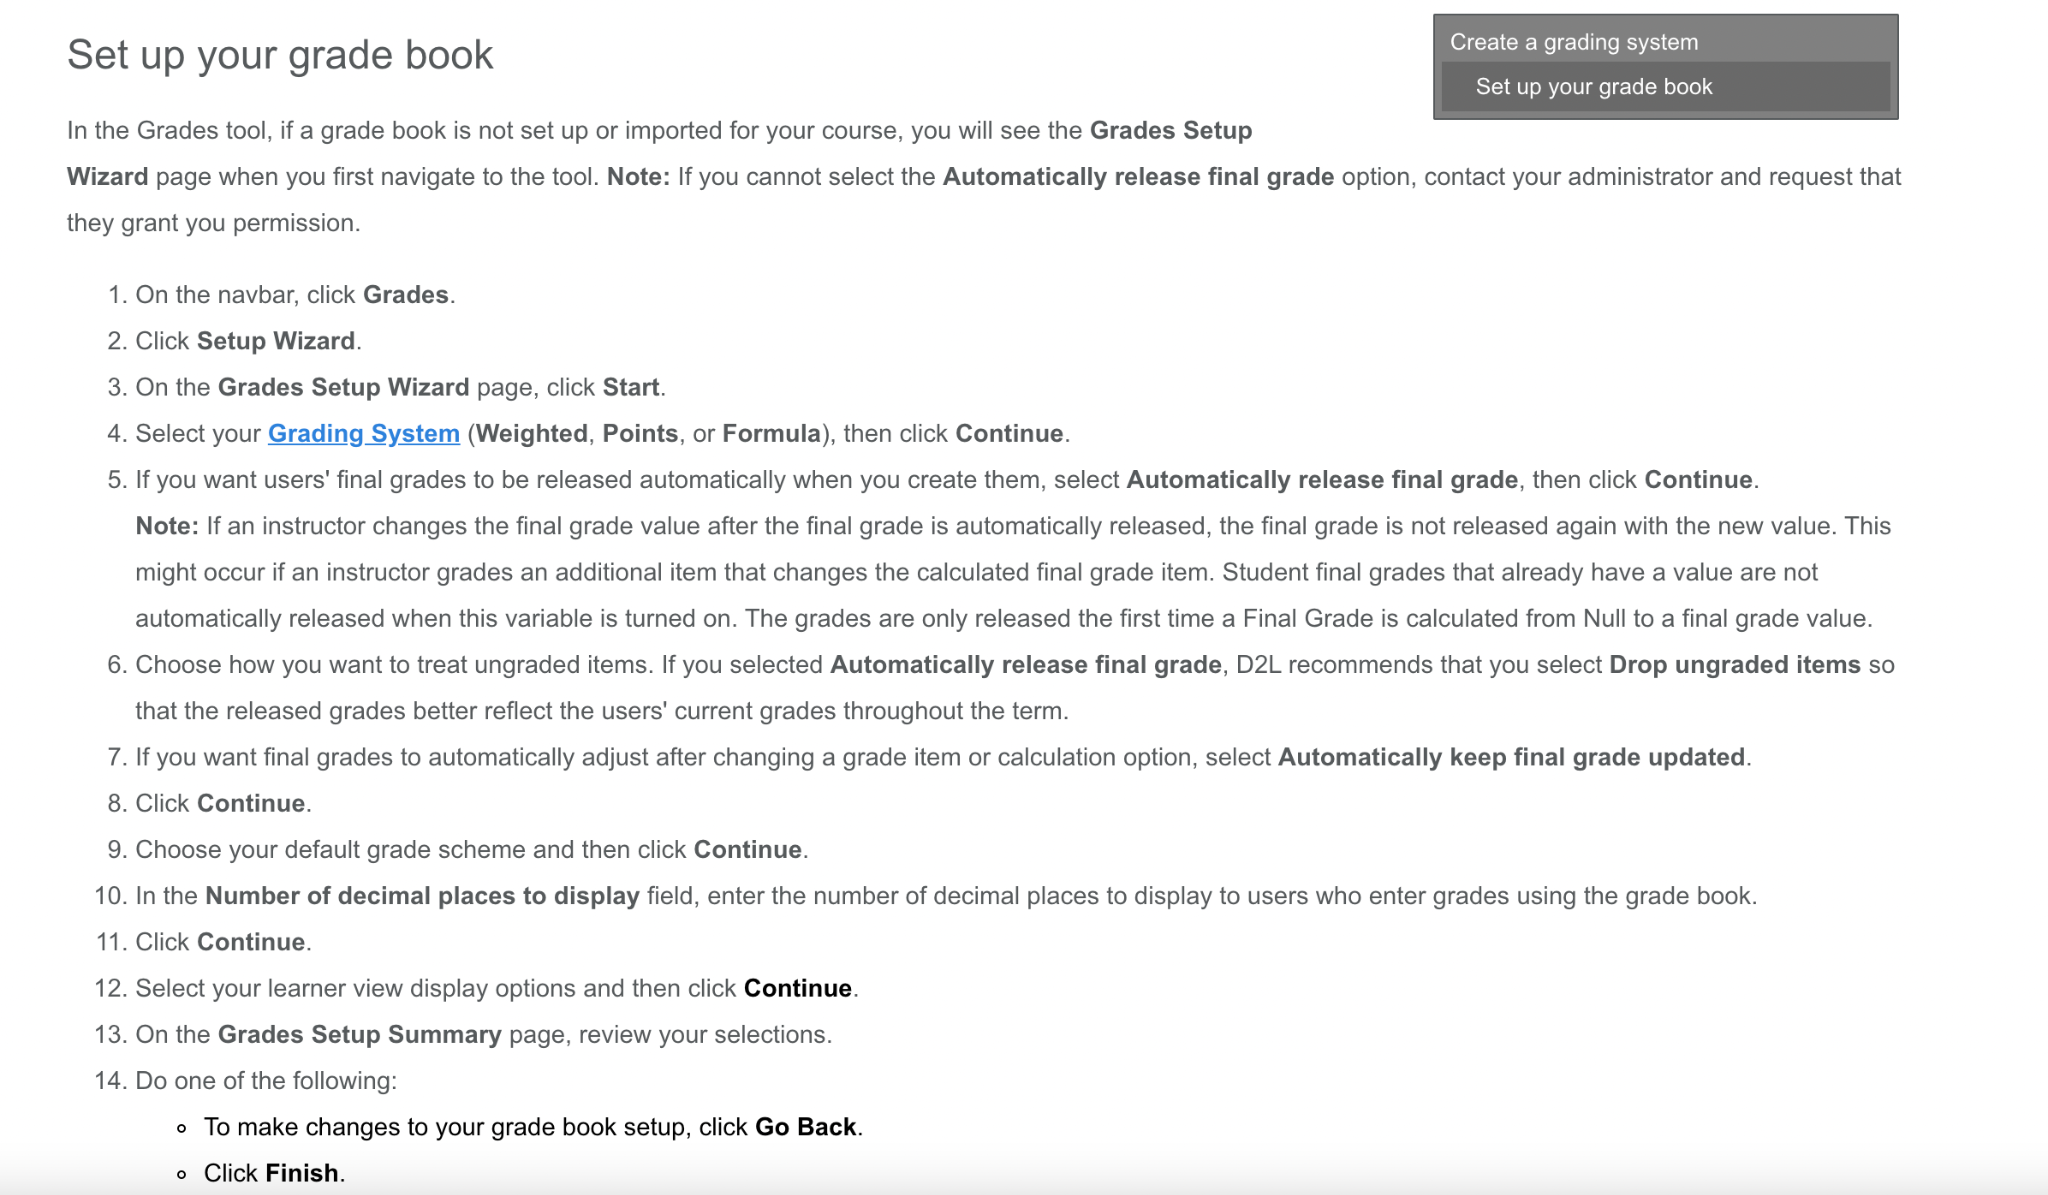 Set up your grade book
Create a grading system
Set up your grade book
In the Grades tool, if a grade book is not set up or imported for your course, you will see the Grades Setup
Wizard page when you first navigate to the tool. Note: If you cannot select the Automatically release final grade option, contact your administrator and request that
they grant you permission.
1. On the navbar, click Grades.
2. Click Setup Wizard.
3. On the Grades Setup Wizard page, click Start.
4. Select your Grading System (Weighted, Points, or Formula), then click Continue.
5. If you want users' final grades to be released automatically when you create them, select Automatically release final grade, then click Continue.
Note: If an instructor changes the final grade value after the final grade is automatically released, the final grade is not released again with the new value. This
might occur if an instructor grades an additional item that changes the calculated final grade item. Student final grades that already have a value are not
automatically released when this variable is turned on. The grades are only released the first time a Final Grade is calculated from Null to a final grade value.
6. Choose how you want to treat ungraded items. If you selected Automatically release final grade, D2L recommends that you select Drop ungraded items so
that the released grades better reflect the users' current grades throughout the term.
7. If you want final grades to automatically adjust after changing a grade item or calculation option, select Automatically keep final grade updated.
8. Click Continue.
9. Choose your default grade scheme and then click Continue.
10. In the Number of decimal places to display field, enter the number of decimal places to display to users who enter grades using the grade book.
11. Click Continue.
12. Select your learner view display options and then click Continue.
13. On the Grades Setup Summary page, review your selections.
14. Do one of the following:
To make changes to your grade book setup, click Go Back.
Click Finish.